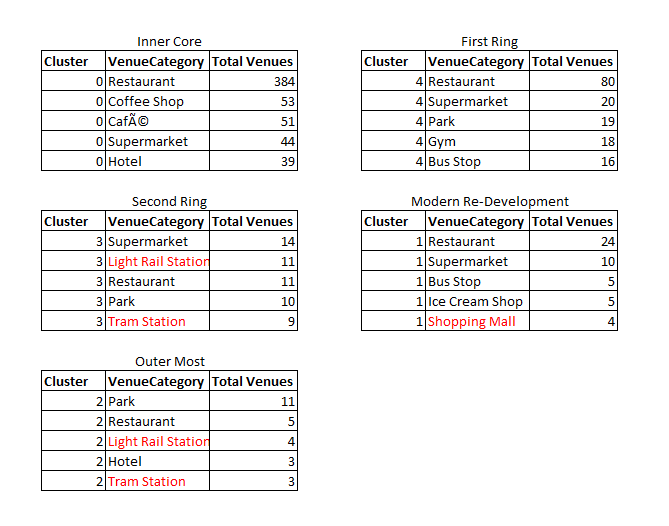 Inner Core
Cluster VenueCategory Total Venues
0 Restaurant 384
0 Coffee Shop 53
0 CafÃ© 51
0 Supermarket 44
0 Hotel 39
First Ring
Cluster VenueCategory Total Venues
4 Restaurant 80
4 Supermarket 20
4 Park 19
4 Gym 18
4 Bus Stop 16
Second Ring
Cluster VenueCategory Total Venues
3 Supermarket 14
3 Light Rail Station 11
3 Restaurant 11
3 Park 10
3 Tram Station 9
Modern Re-Development
Cluster VenueCategory Total Venues
1 Restaurant 24
1 Supermarket 10
1 Bus Stop 5
1 Ice Cream Shop 5
1 Shopping Mall 4
Outer Most
Cluster VenueCategory Total Venues
2 Park 11
2 Restaurant 5
2 Light Rail Station 4
2 Hotel 3
2 Tram Station 3